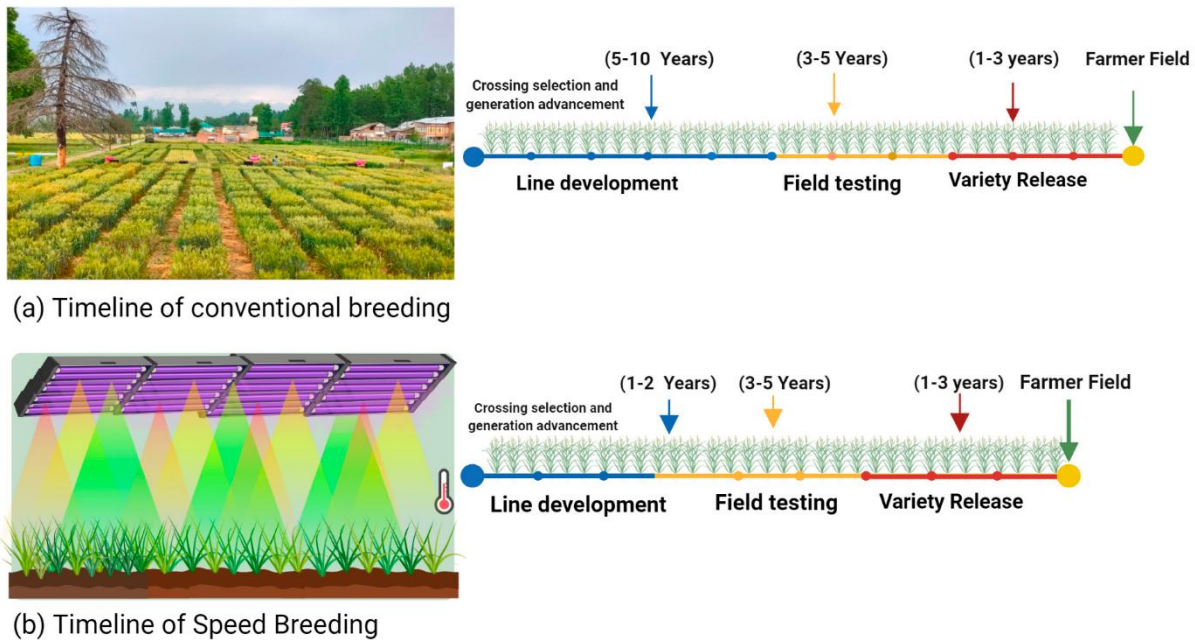 (5-10 Years)
(3-5 Years)
(1-3 years)
Farmer Field
Crossing selection and
generation advancement
Line development
Field testing
Variety Release
(a) Timeline of conventional breeding
(1-2 Years)
(3-5 Years)
(1-3 years)
Farmer Field
Crossing selection and
generation advancement
Line development
Field testing
Variety Release
(b) Timeline of Speed Breeding